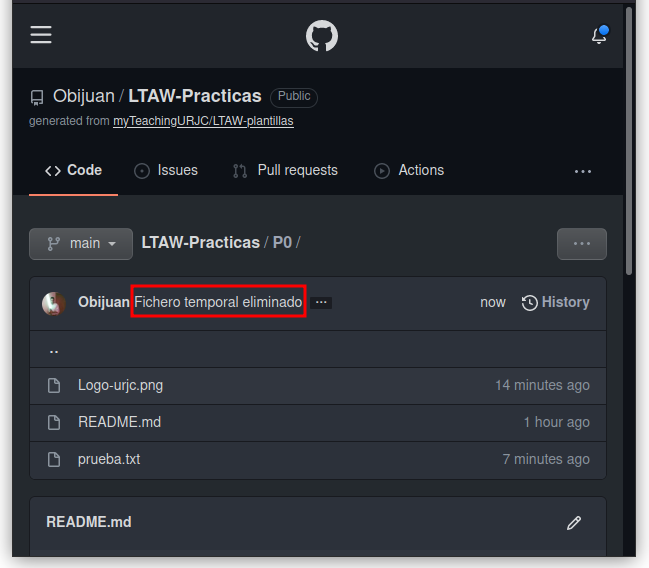 Obijuan / LTAW-Practicas Public
generated from myTeachingURJC/LTAW-plantillas
Code Issues Pull requests Actions ...
main LTAW-Practicas / P0 / ...
Obijuan Fichero temporal eliminado ... now History
..
Logo-urjc.png 14 minutes ago
README.md 1 hour ago
prueba.txt 7 minutes ago
README.md